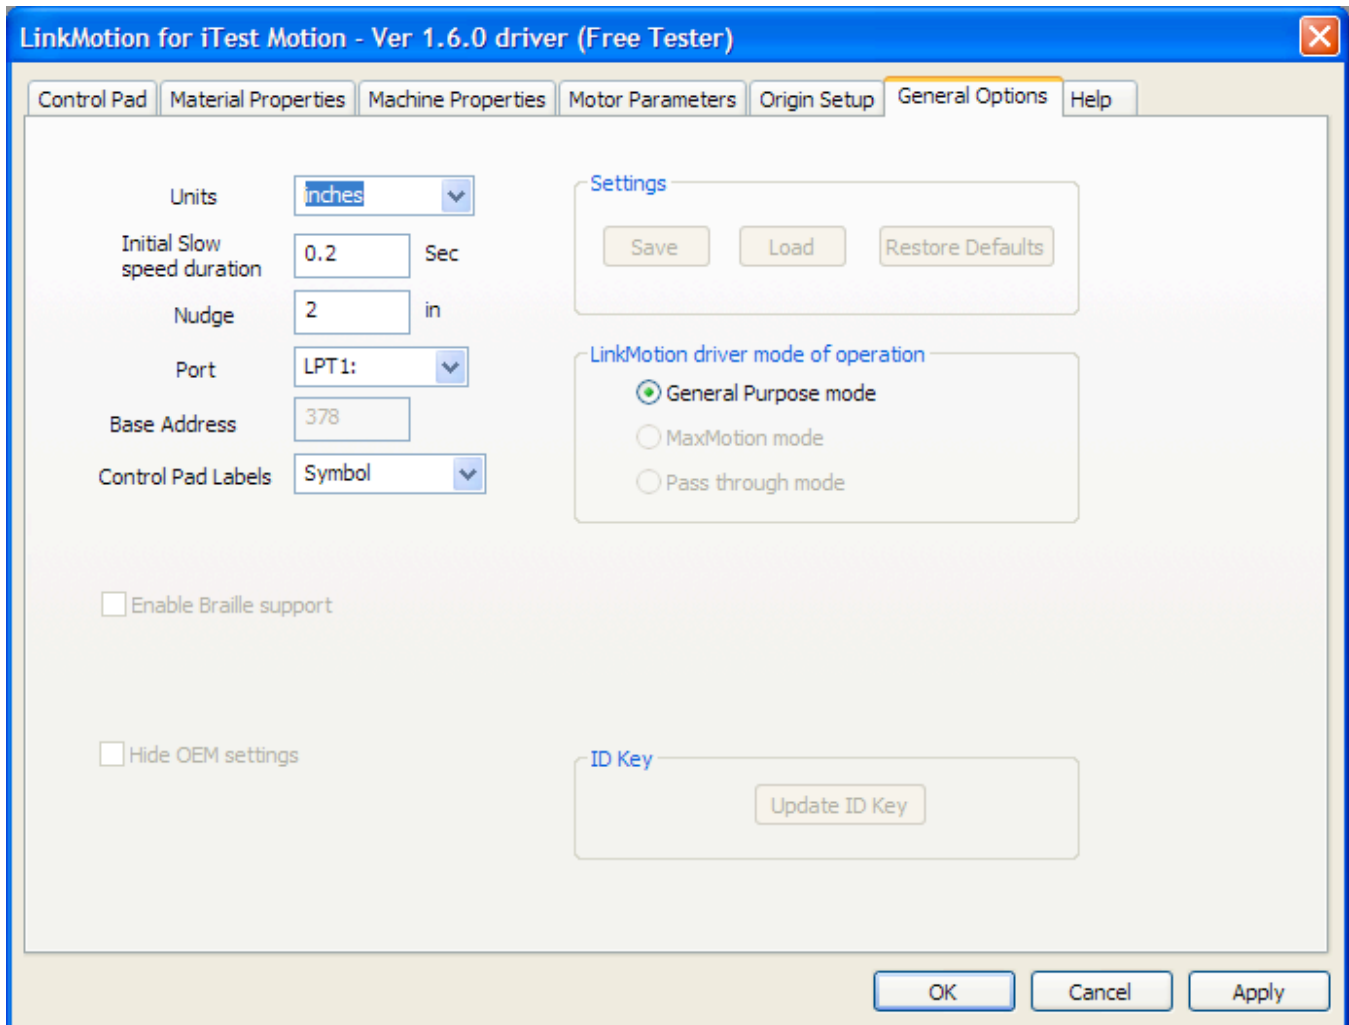 LinkMotion for iTest Motion - Ver 1.6.0 driver (Free Tester)
Control Pad Material Properties Machine Properties Motor Parameters Origin Setup General Options Help
Units inches
Initial Slow
speed duration 0.2 Sec
Nudge 2 in
Port LPT1:
Base Address 378
Control Pad Labels Symbol
Enable Braille support
Hide OEM settings
Settings
Save Load Restore Defaults
LinkMotion driver mode of operation
General Purpose mode
MaxMotion mode
Pass through mode
ID Key
Update ID Key
OK Cancel Apply